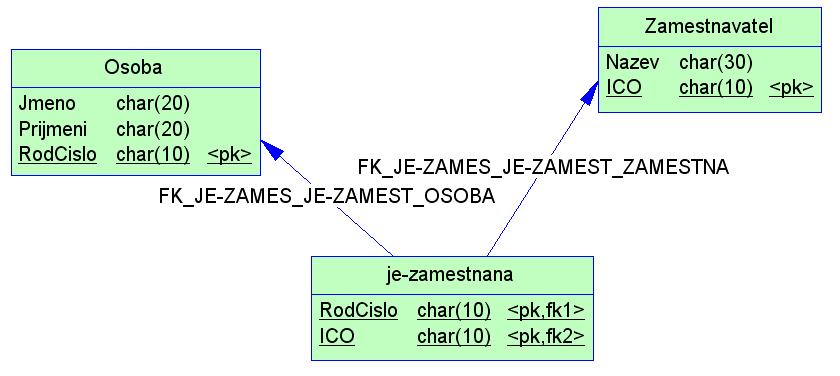 Osoba
Jmeno char(20)
Prijmeni char(20)
RodCislo char(10) <pk>
Zamestnavatel
Nazev char(30)
ICO char(10) <pk>
FK_JE-ZAMES_JE-ZAMEST_ZAMESTNA
FK_JE-ZAMES_JE-ZAMEST_OSOBA
je-zamestnana
RodCislo char(10) <pk,fk1>
ICO char(10) <pk,fk2>